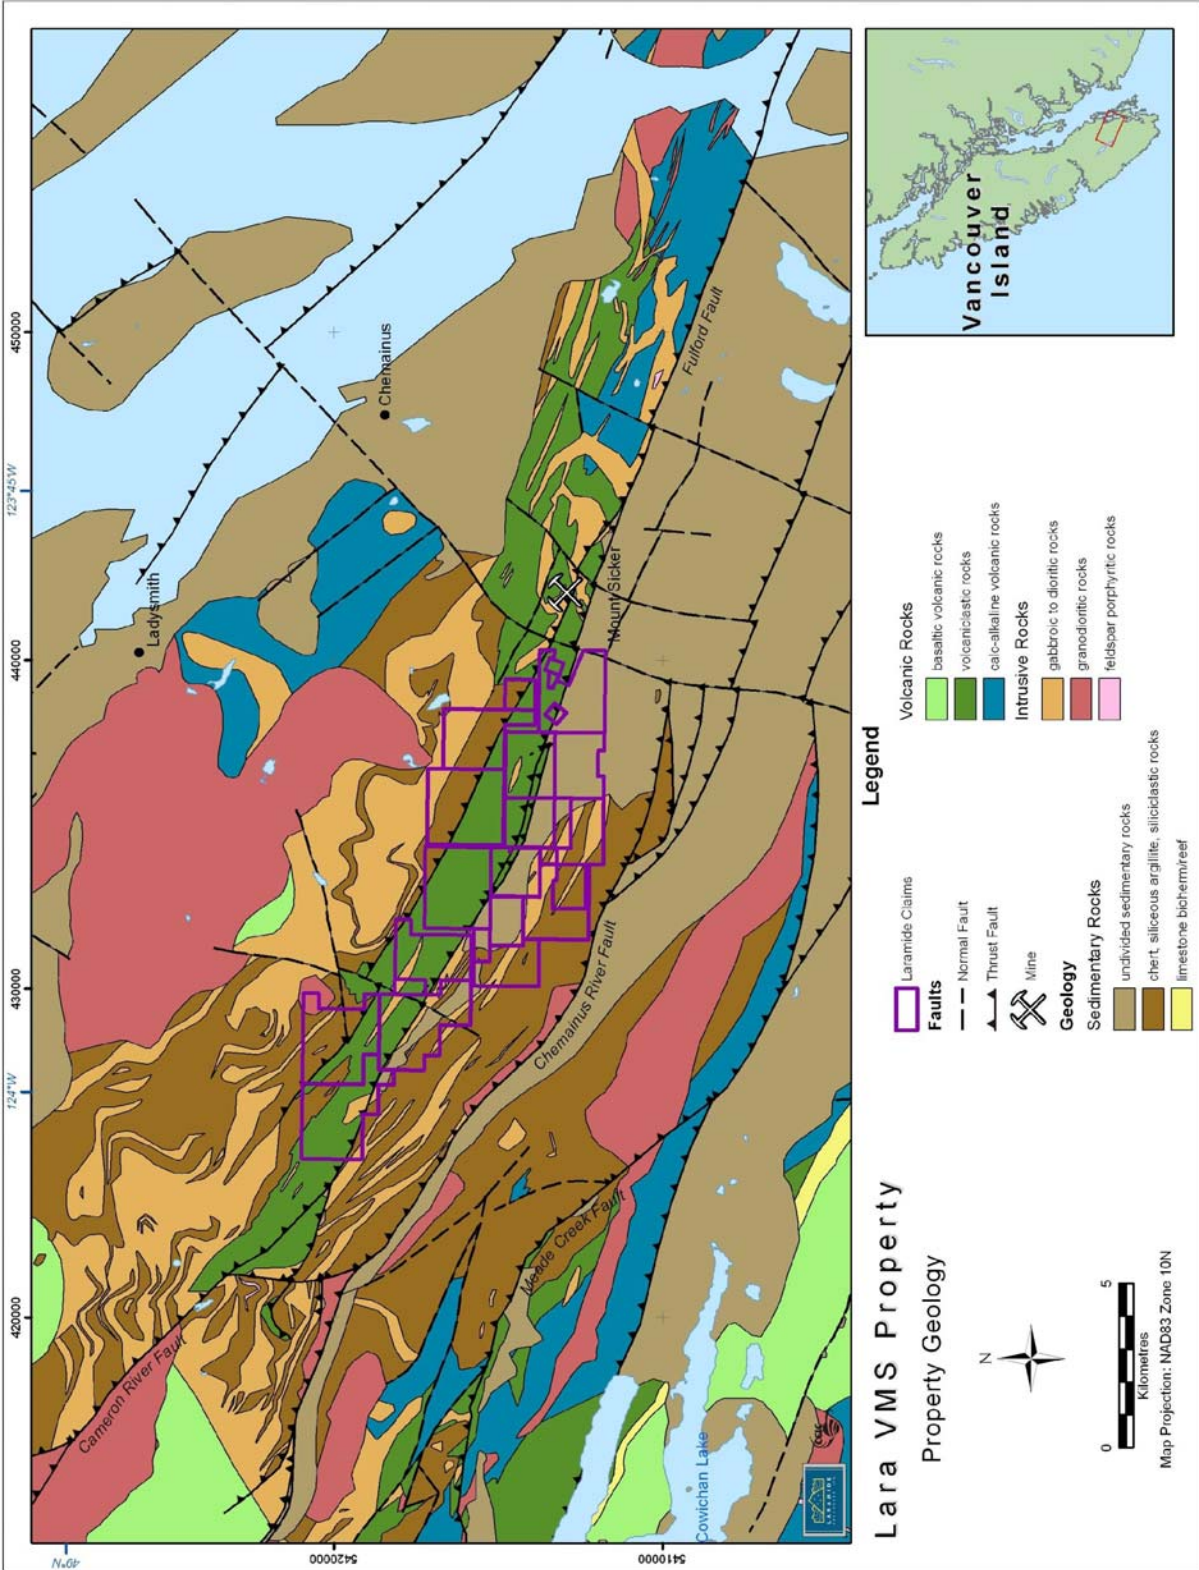 420000
124°W
430000
440000
123°45'W
450000
49°N
5420000
5410000
Cameron River Fault
Ladysmith
Chemainus
Mount Sicker
Fulford Fault
Chemainus River Fault
Meade Creek Fault
Cowichan Lake
LARAMIDE
Lara VMS Property
Property Geology
N
0
5
Kilometres
Map Projection: NAD83 Zone 10N
Legend
Laramide Claims
Faults
Normal Fault
Thrust Fault
Mine
Geology
Sedimentary Rocks
undivided sedimentary rocks
chert, siliceous argillite, siliciclastic rocks
limestone bioherm/reef
Volcanic Rocks
basaltic volcanic rocks
volcaniclastic rocks
calc-alkaline volcanic rocks
Intrusive Rocks
gabbroic to dioritic rocks
granodioritic rocks
feldspar porphyritic rocks
Vancouver
Island